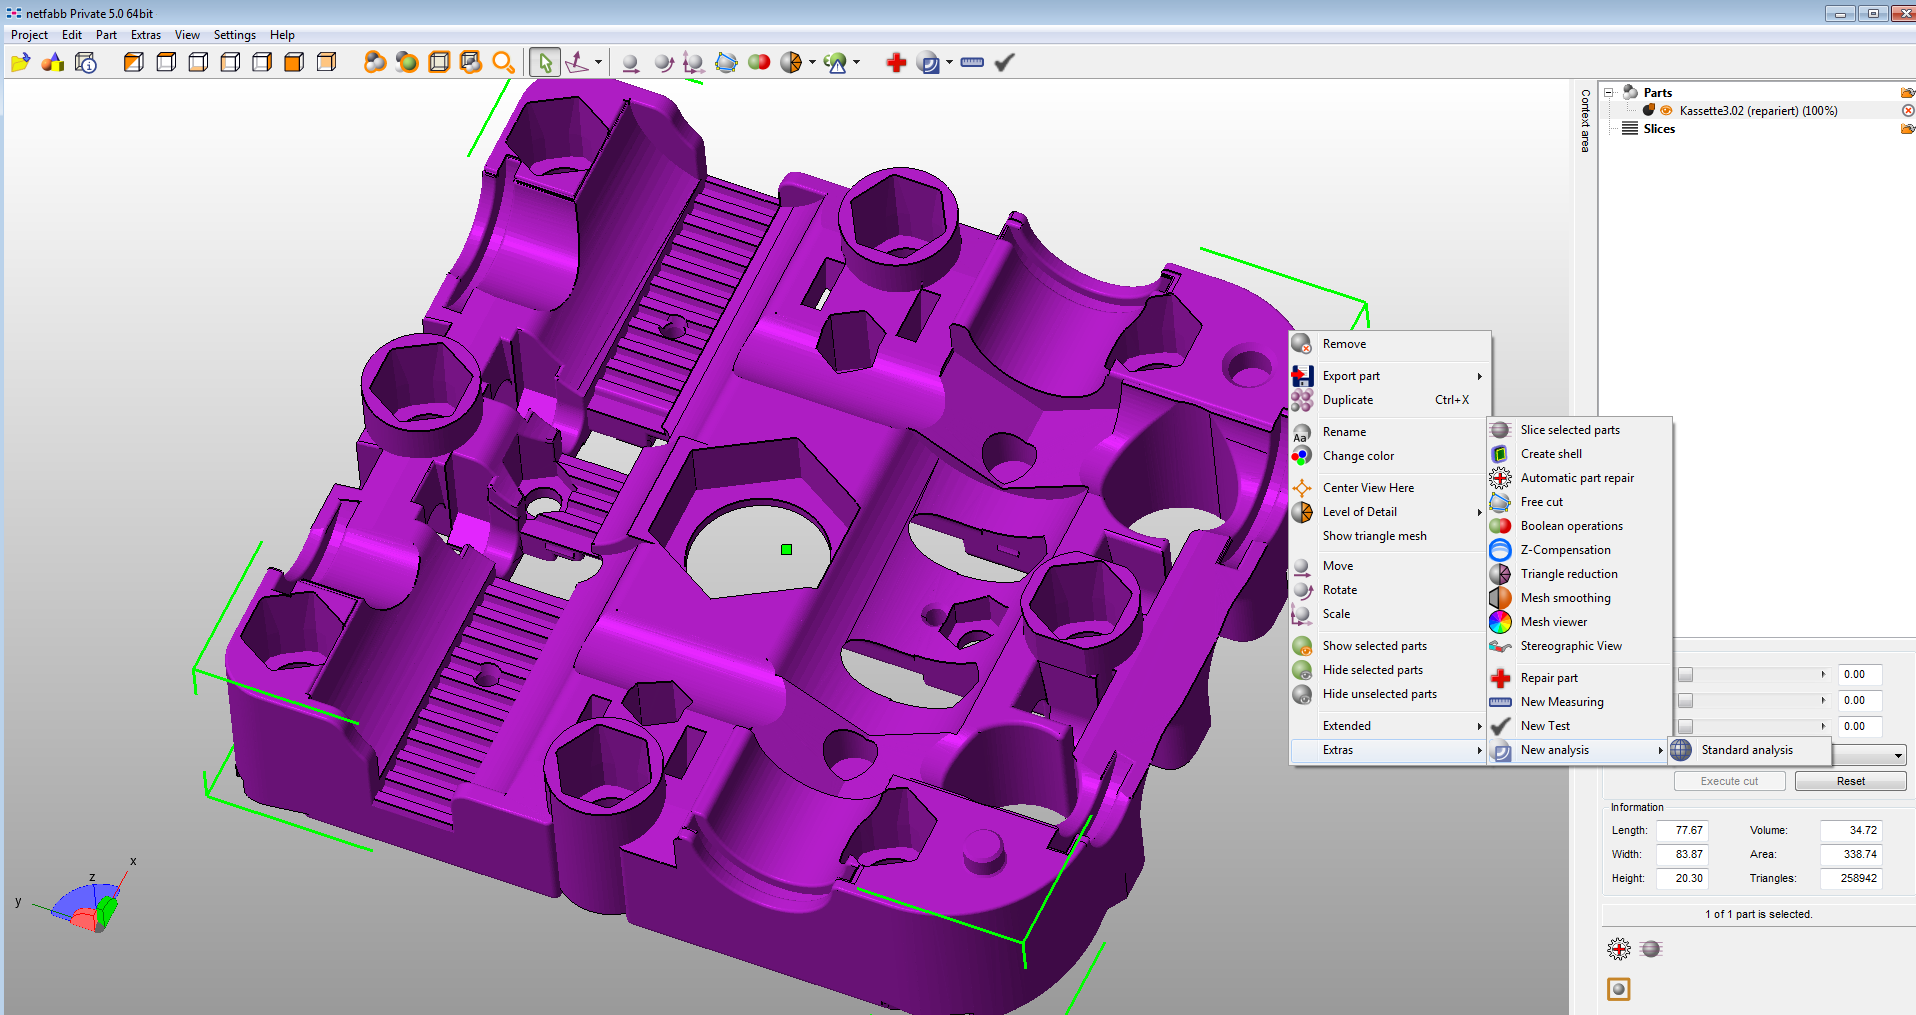 netfabb Private 5.0 64bit
Project Edit Part Extras View Settings Help
Context area
Parts
Kassette3.02 (repariert) (100%)
Slices
Remove
Export part
Duplicate Ctrl+X
Rename
Aa
Change color
Center View Here
Level of Detail
Show triangle mesh
Move
Rotate
Scale
Show selected parts
Hide selected parts
Hide unselected parts
Extended
Extras
Slice selected parts
Create shell
Automatic part repair
Free cut
Boolean operations
Z-Compensation
Triangle reduction
Mesh smoothing
Mesh viewer
Stereographic View
Repair part
New Measuring
New Test
New analysis
Standard analysis
0.00
0.00
0.00
Execute cut Reset
Information
Length: 77.67 Volume: 34.72
Width: 83.87 Area: 338.74
Height: 20.30 Triangles: 258942
1 of 1 part is selected.
x
z
y